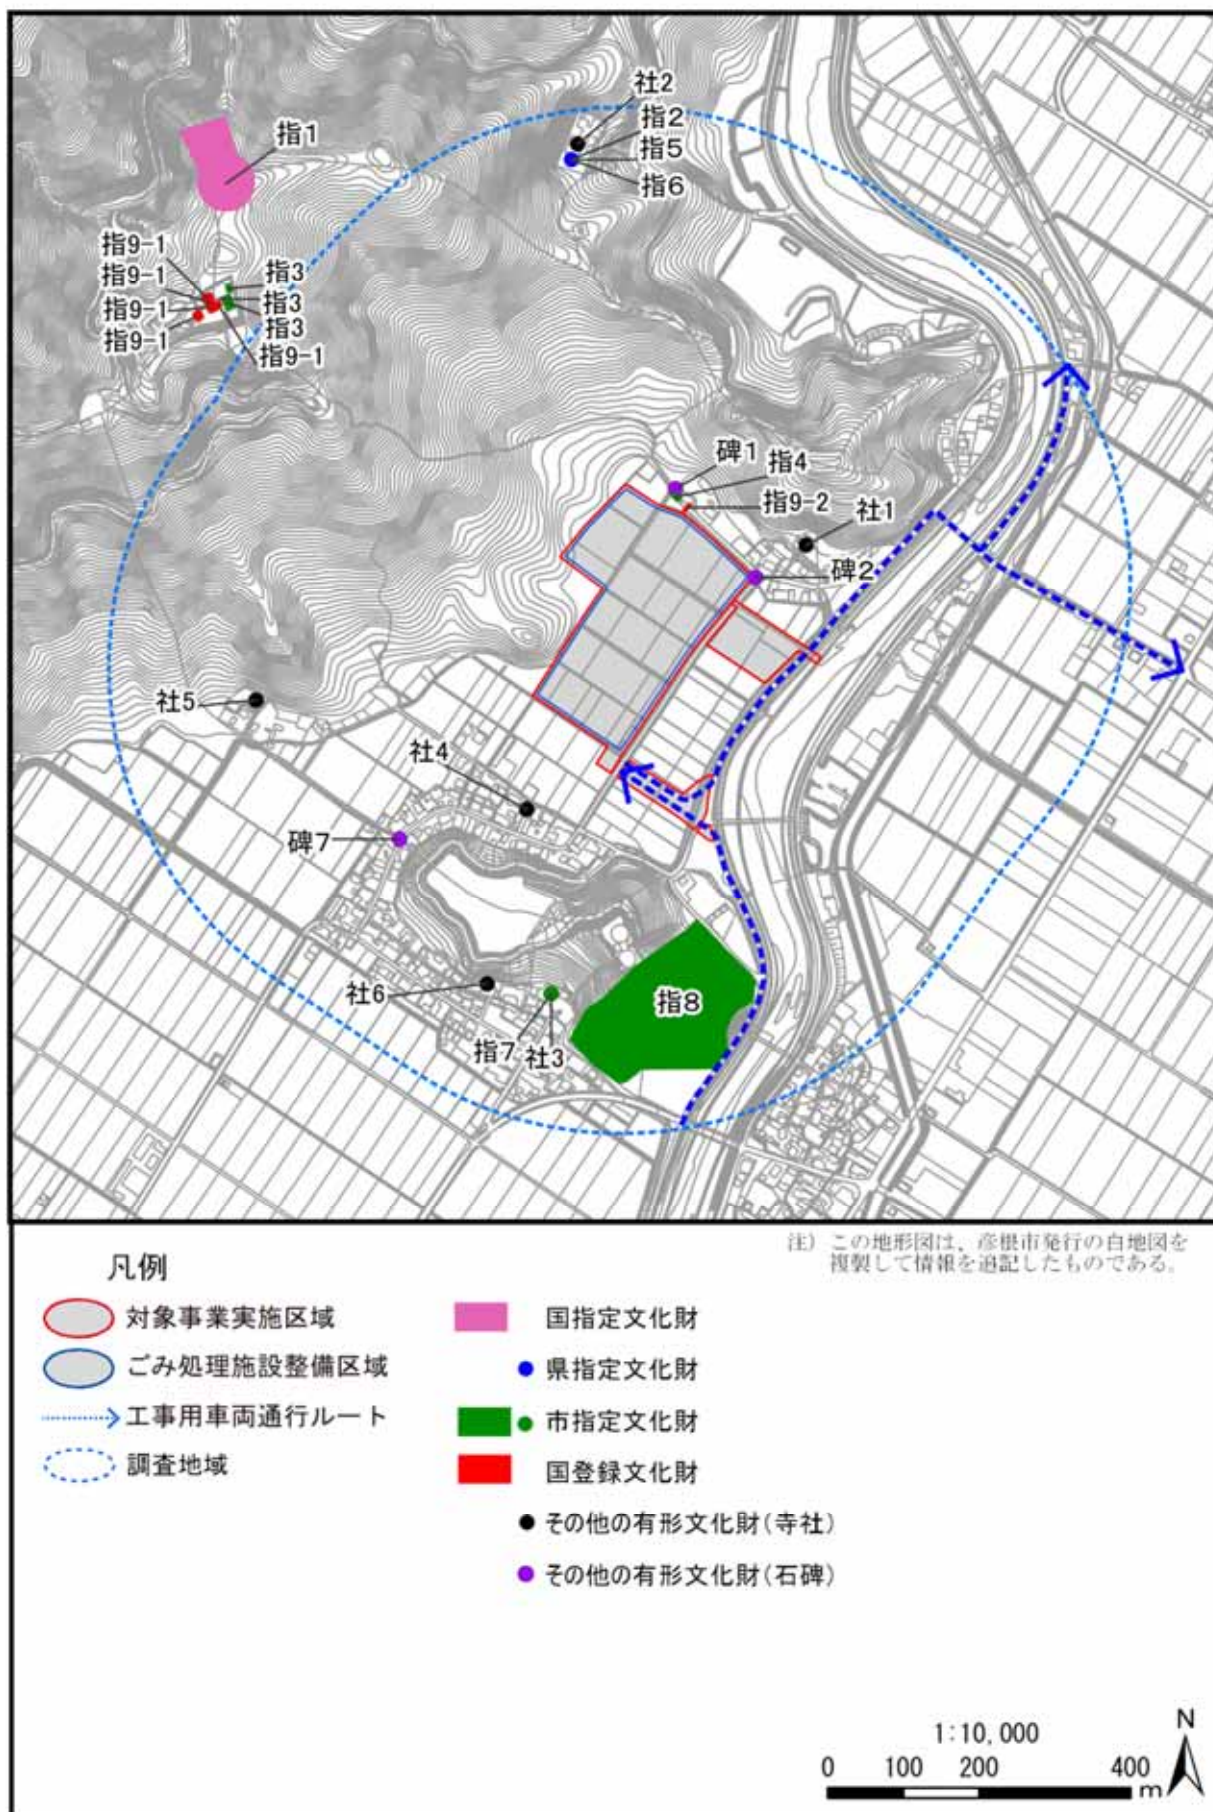 社2
指2
指5
指6
指1
指9-1
指9-1
指9-1
指9-1
指3
指3
指3
指9-1
碑1
指4
指9-2
社1
碑2
社5
社4
碑7
社6
指7
社3
指8
注) この地形図は、彦根市発行の白地図を
複製して情報を追記したものである。
凡例
対象事業実施区域
ごみ処理施設整備区域
工事用車両通行ルート
調査地域
国指定文化財
県指定文化財
市指定文化財
国登録文化財
その他の有形文化財(寺社)
その他の有形文化財(石碑)
1:10,000
0 100 200 400 m
N